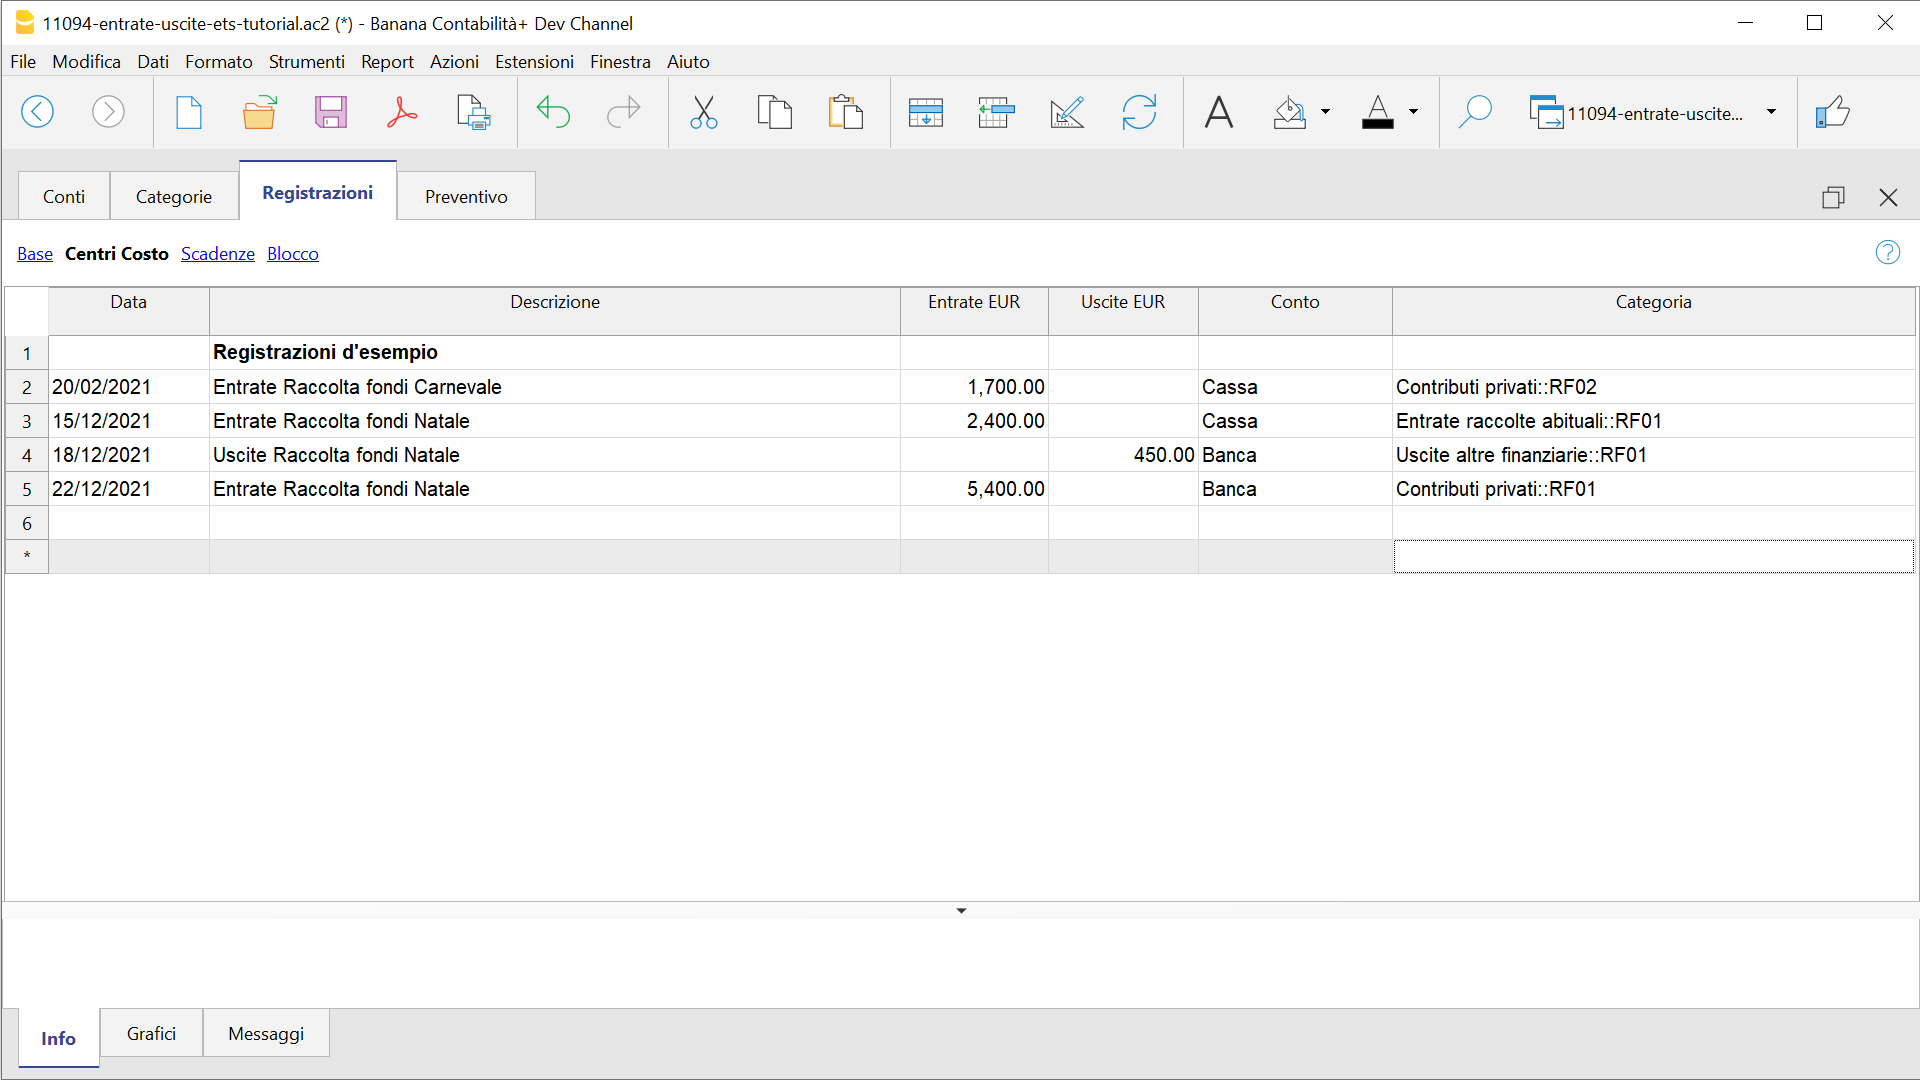 11094-entrate-uscite-ets-tutorial.ac2 (*) - Banana Contabilità+ Dev Channel
File Modifica Dati Formato Strumenti Report Azioni Estensioni Finestra Aiuto
11094-entrate-uscite...
Conti Categorie Registrazioni Preventivo
Base Centri Costo Scadenze Blocco
Data Descrizione Entrate EUR Uscite EUR Conto Categoria
1 Registrazioni d'esempio
2 20/02/2021 Entrate Raccolta fondi Carnevale 1,700.00 Cassa Contributi privati::RF02
3 15/12/2021 Entrate Raccolta fondi Natale 2,400.00 Cassa Entrate raccolte abituali::RF01
4 18/12/2021 Uscite Raccolta fondi Natale 450.00 Banca Uscite altre finanziarie::RF01
5 22/12/2021 Entrate Raccolta fondi Natale 5,400.00 Banca Contributi privati::RF01
6
*
Info Grafici Messaggi